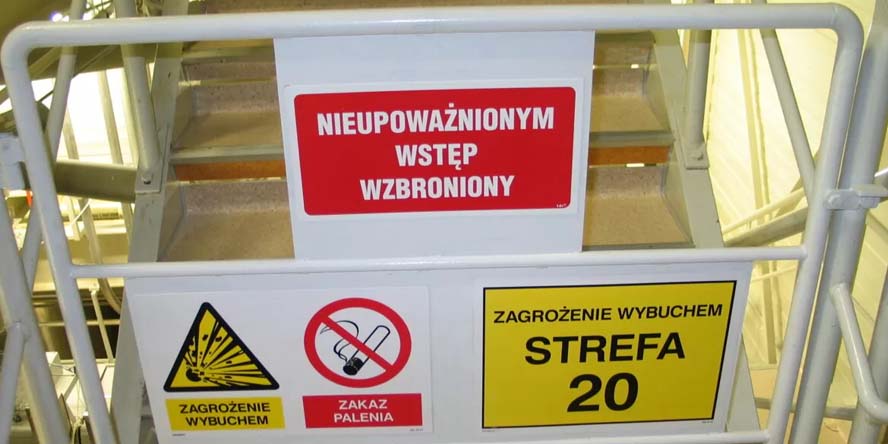 NIEUPOWAŻNIONYM
WSTĘP
WZBRONIONY
ZAGROŻENIE
WYBUCHEM
ZAKAZ
PALENIA
ZAGROŻENIE WYBUCHEM
STREFA
20